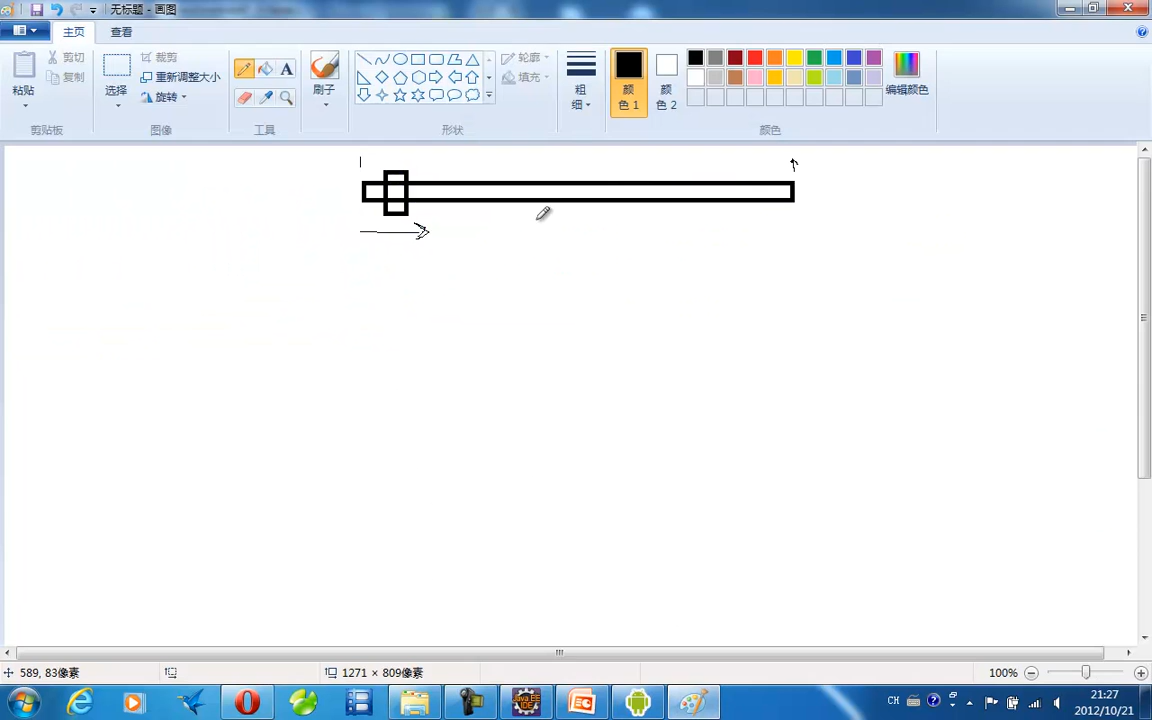 无标题 - 画图
主页 查看
粘贴
剪切
复制
剪贴板
选择
裁剪
重新调整大小
旋转
图像
A
工具
刷子
轮廓
填充
形状
粗细
颜色 1
颜色 2
编辑颜色
颜色
589, 83像素
1271 × 809像素
100%
Java EE
IDE
CH
21:27
2012/10/21